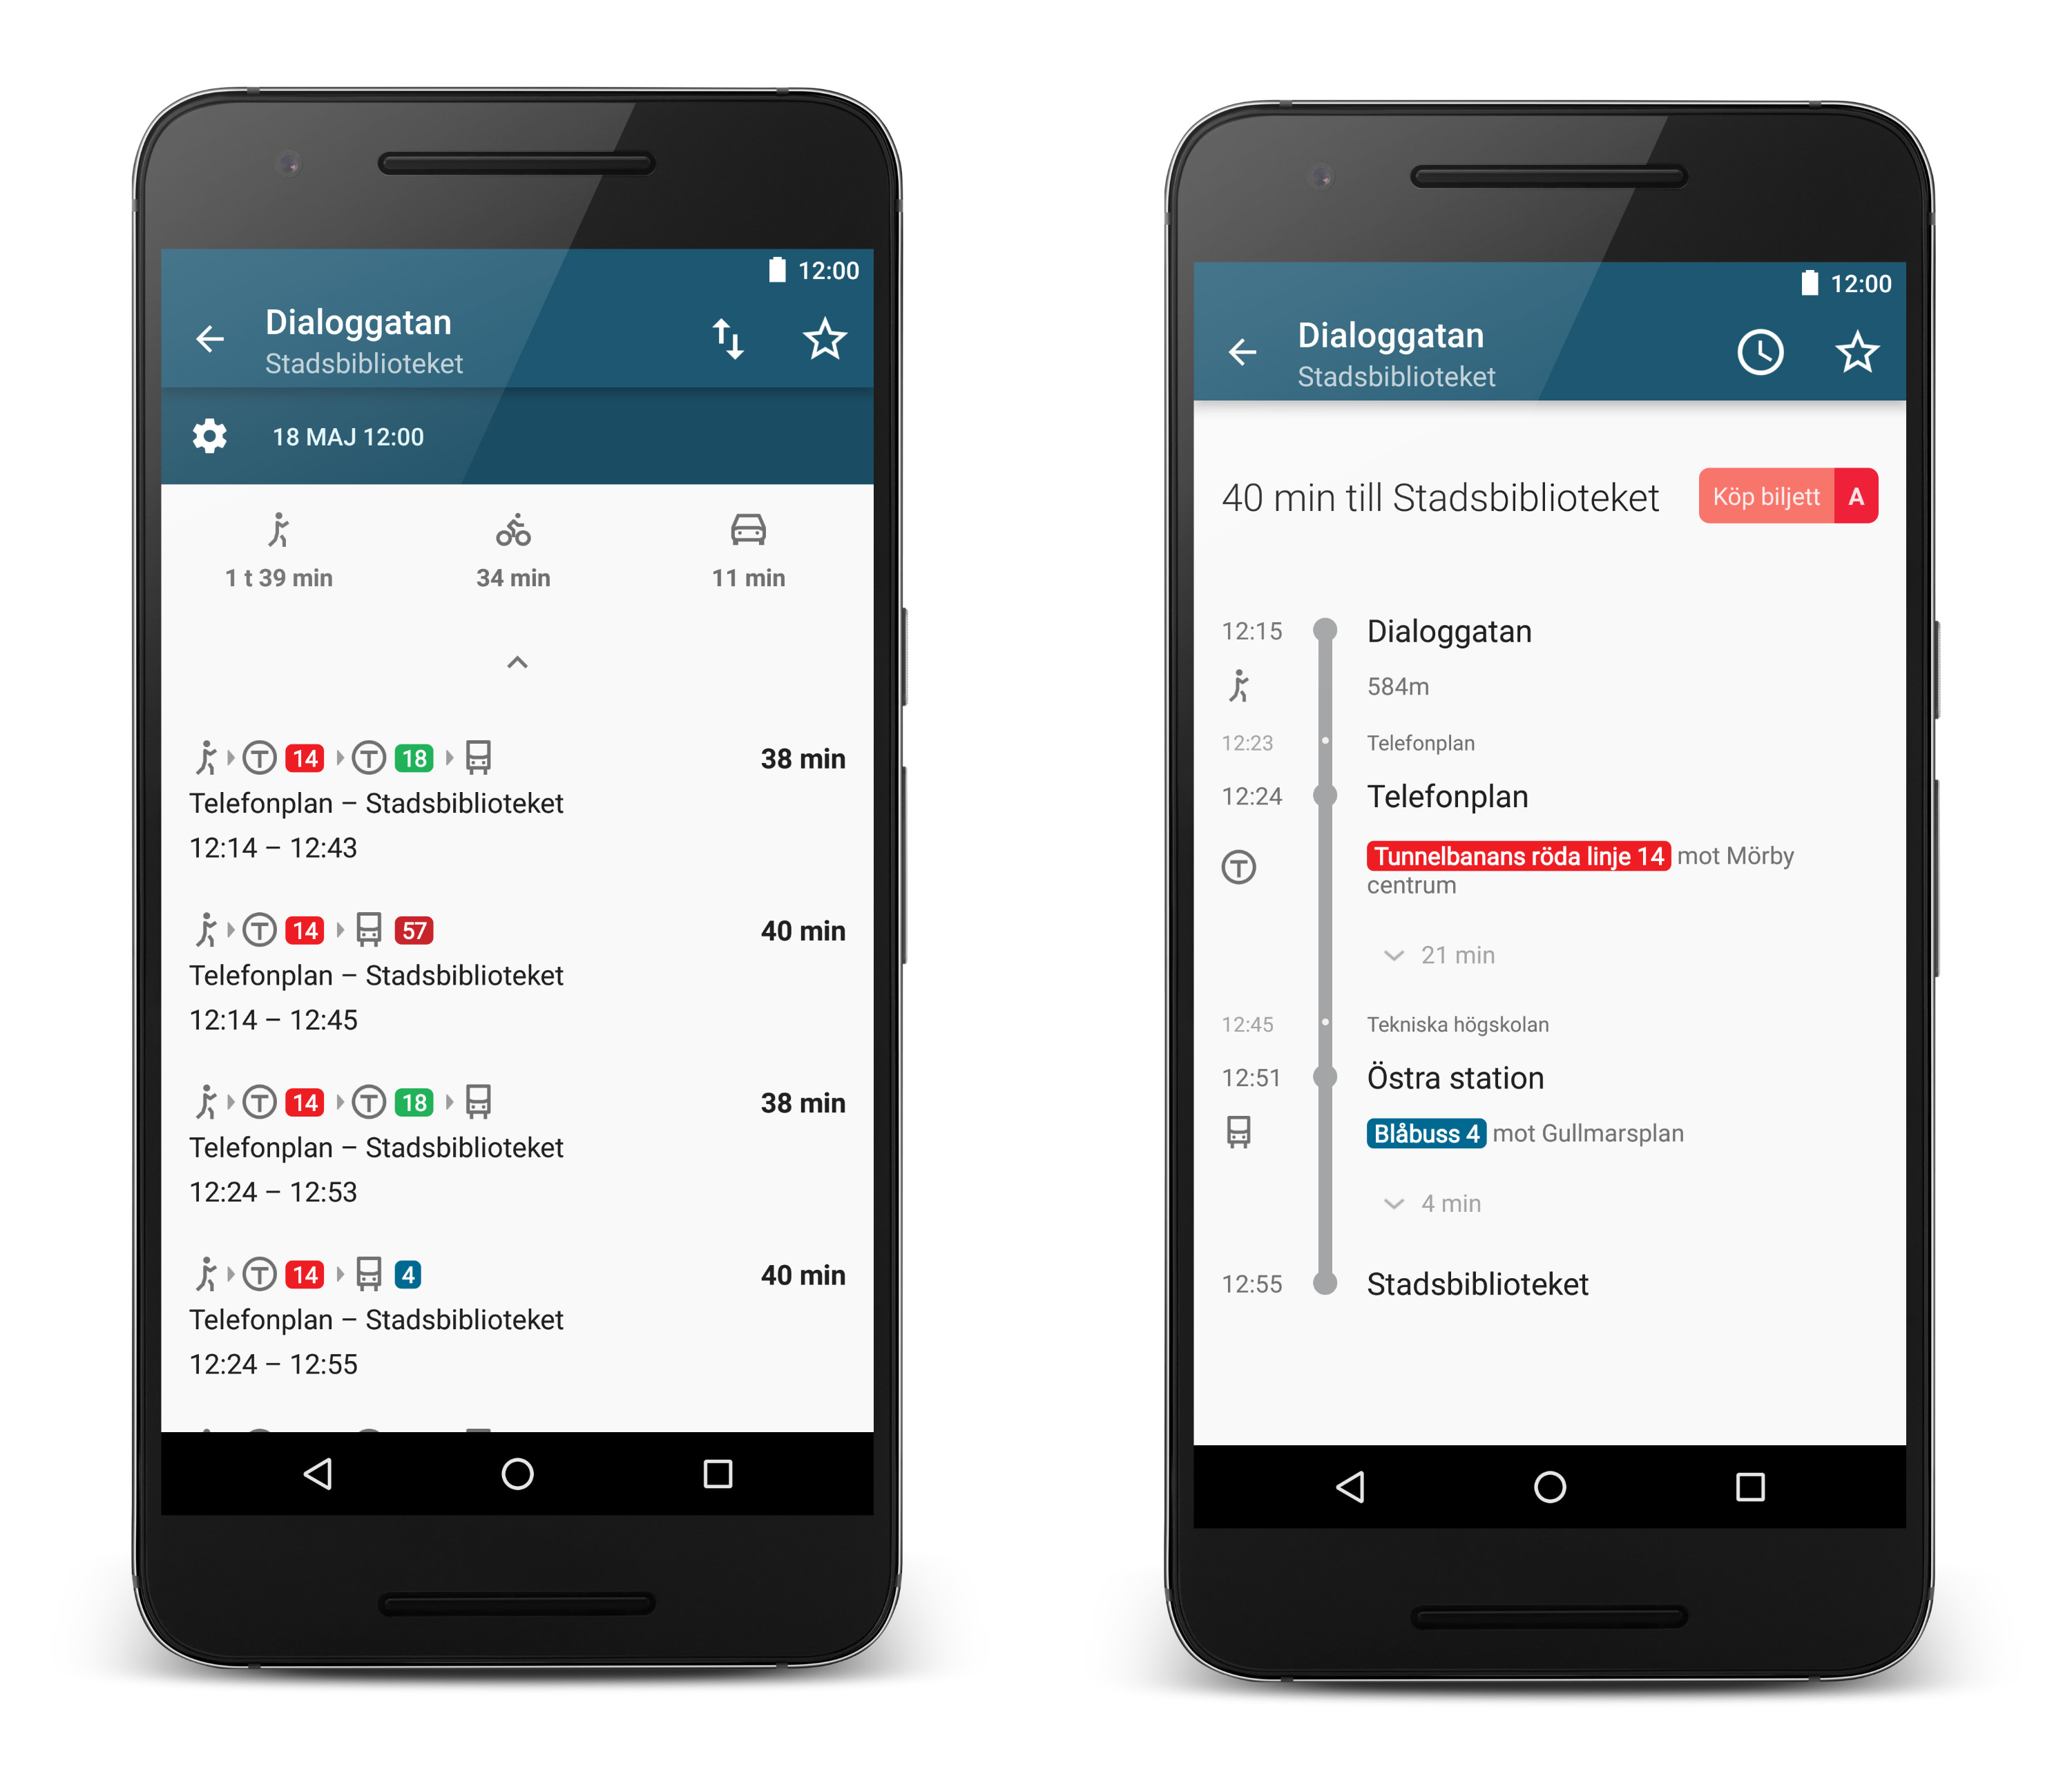 12:00
Dialoggatan
Stadsbiblioteket
18 MAJ 12:00
1 t 39 min
34 min
11 min
T 14 T 18
38 min
Telefonplan – Stadsbiblioteket
12:14 – 12:43
T 14 57
40 min
Telefonplan – Stadsbiblioteket
12:14 – 12:45
T 14 T 18
38 min
Telefonplan – Stadsbiblioteket
12:24 – 12:53
T 14 4
40 min
Telefonplan – Stadsbiblioteket
12:24 – 12:55
12:00
Dialoggatan
Stadsbiblioteket
40 min till Stadsbiblioteket
Köp biljett A
12:15 Dialoggatan
584m
12:23 Telefonplan
12:24 Telefonplan
T Tunnelbanans röda linje 14 mot Mörby
centrum
21 min
12:45 Tekniska högskolan
12:51 Östra station
Blåbuss 4 mot Gullmarsplan
4 min
12:55 Stadsbiblioteket